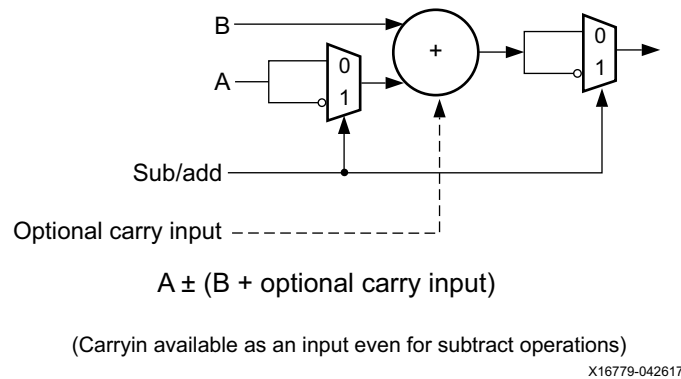 B
A
0
1
+
0
1
Sub/add
Optional carry input
A ± (B + optional carry input)
(Carryin available as an input even for subtract operations)
X16779-042617